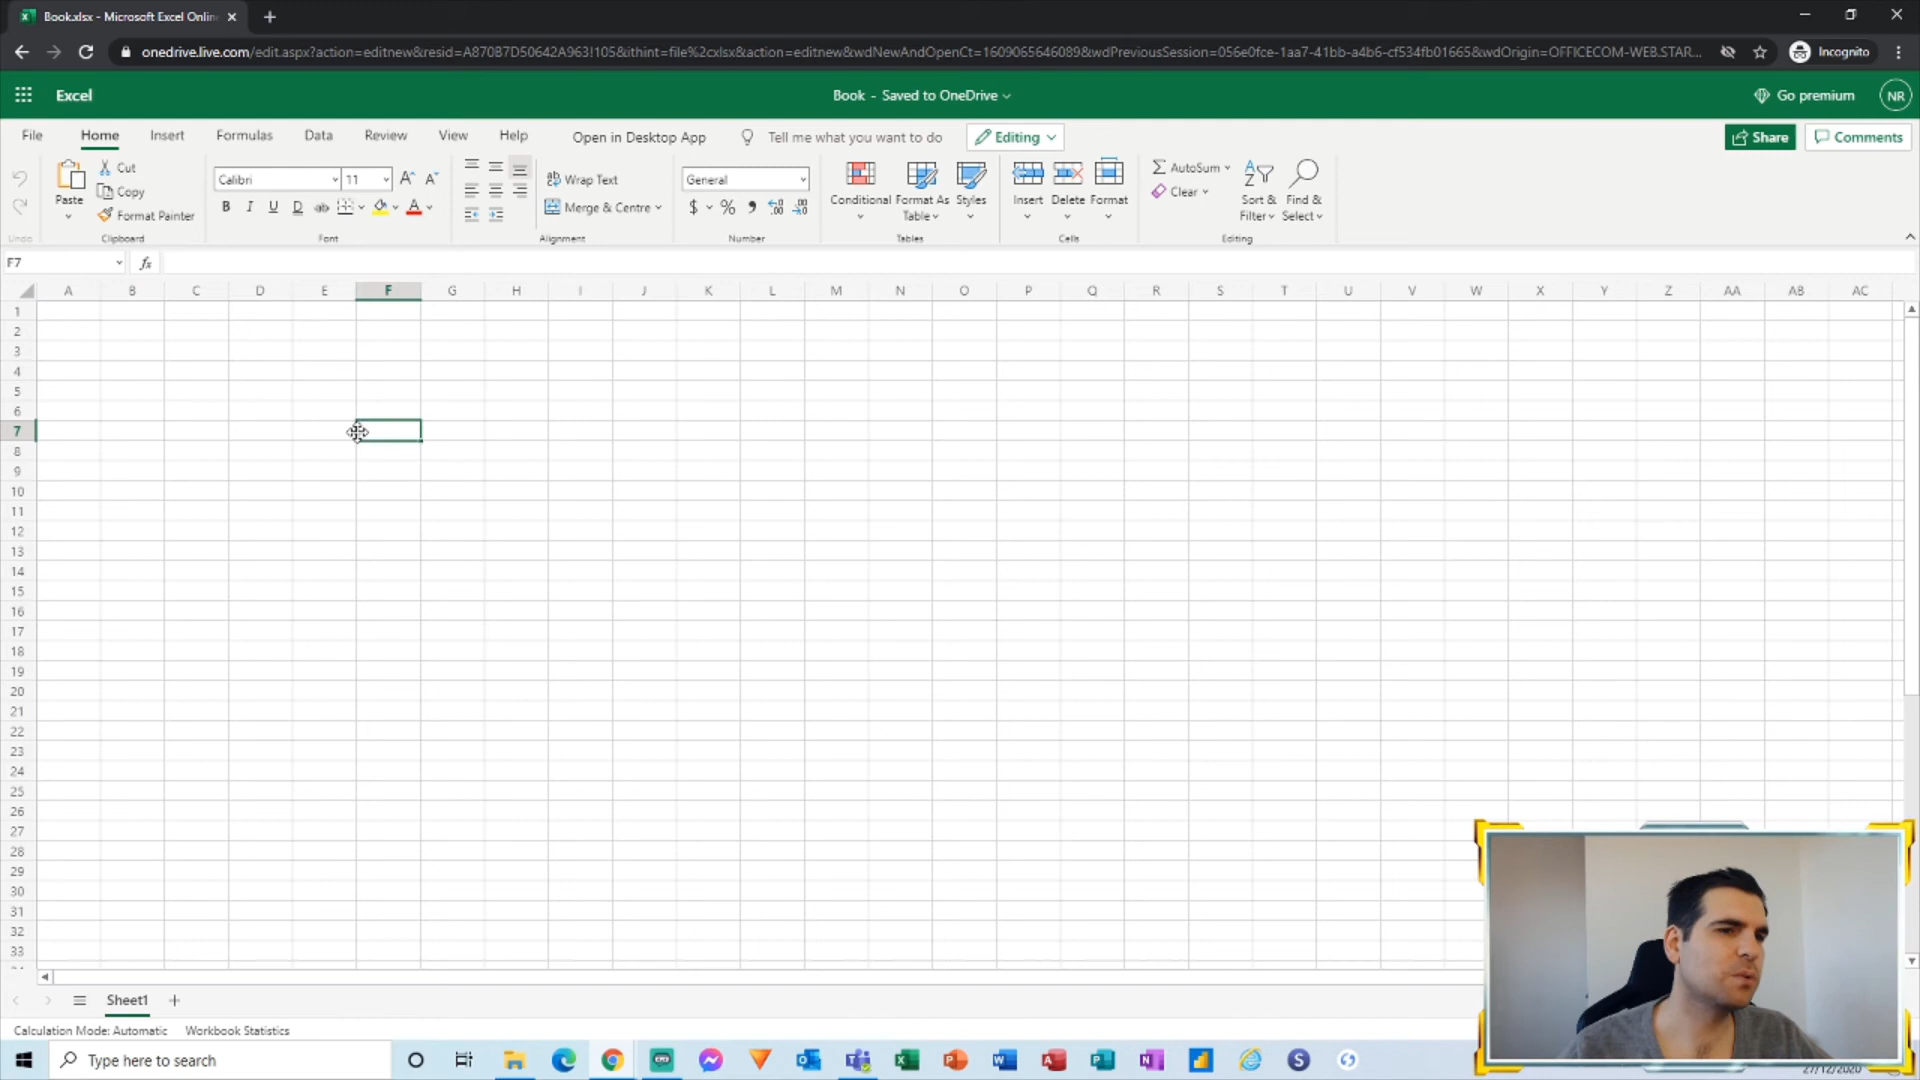 Book.xlsx - Microsoft Excel Onlin
onedrive.live.com/edit.aspx?action=editnew&resid=A870B7D50642A963!105&ithint=file%2cxlsx&action=editnew&wdNewAndOpenCt=1609065646089&wdPreviousSession=056e0fce-1aa7-41bb-a4b6-cf534fb01665&wdOrigin=OFFICECOM-WEB.STAR...
Incognito
Excel
Book - Saved to OneDrive
Go premium
NR
File Home Insert Formulas Data Review View Help Open in Desktop App Tell me what you want to do Editing Share Comments
Paste
Cut
Copy
Format Painter
Undo
Clipboard
Calibri 11
B I U D ab A
Font
Wrap Text
Merge & Centre
Alignment
General
$ % 9 .00
Number
Conditional
Format As
Table
Styles
Tables
Insert Delete Format
Cells
AutoSum
Clear
Sort &
Filter
Find &
Select
Editing
F7 fx
A B C D E F G H I J K L M N O P Q R S T U V W X Y Z AA AB AC
1
2
3
4
5
6
7
8
9
10
11
12
13
14
15
16
17
18
19
20
21
22
23
24
25
26
27
28
29
30
31
32
33
Sheet1
Calculation Mode: Automatic Workbook Statistics
Type here to search
27/12/2020